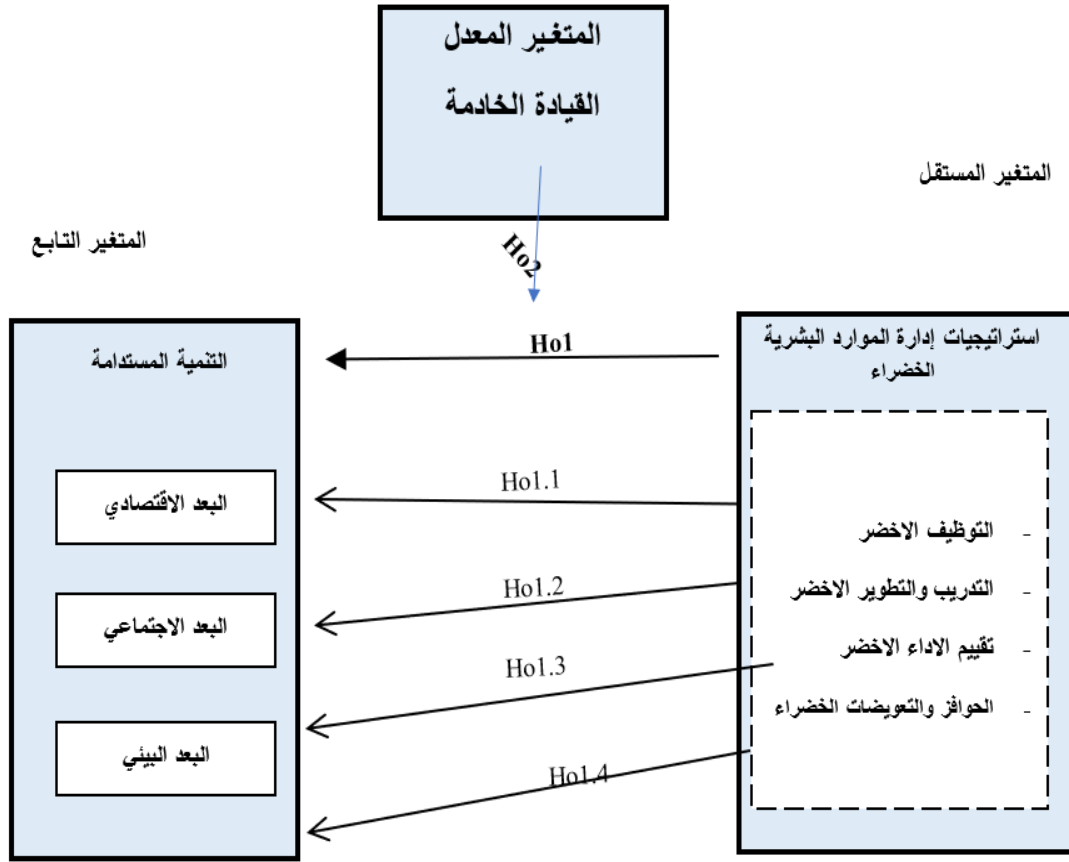 المتغير المعدل
القيادة الخادمة
المتغير المستقل
المتغير التابع
Ho2
استراتيجيات إدارة الموارد البشرية
الخضراء
Ho1
التنمية المستدامة
Ho1.1
البعد الاقتصادي
- التوظيف الاخضر
Ho1.2
- التدريب والتطوير الاخضر
البعد الاجتماعي
- تقييم الاداء الاخضر
Ho1.3
- الحوافز والتعويضات الخضراء
البعد البيئي
Ho1.4